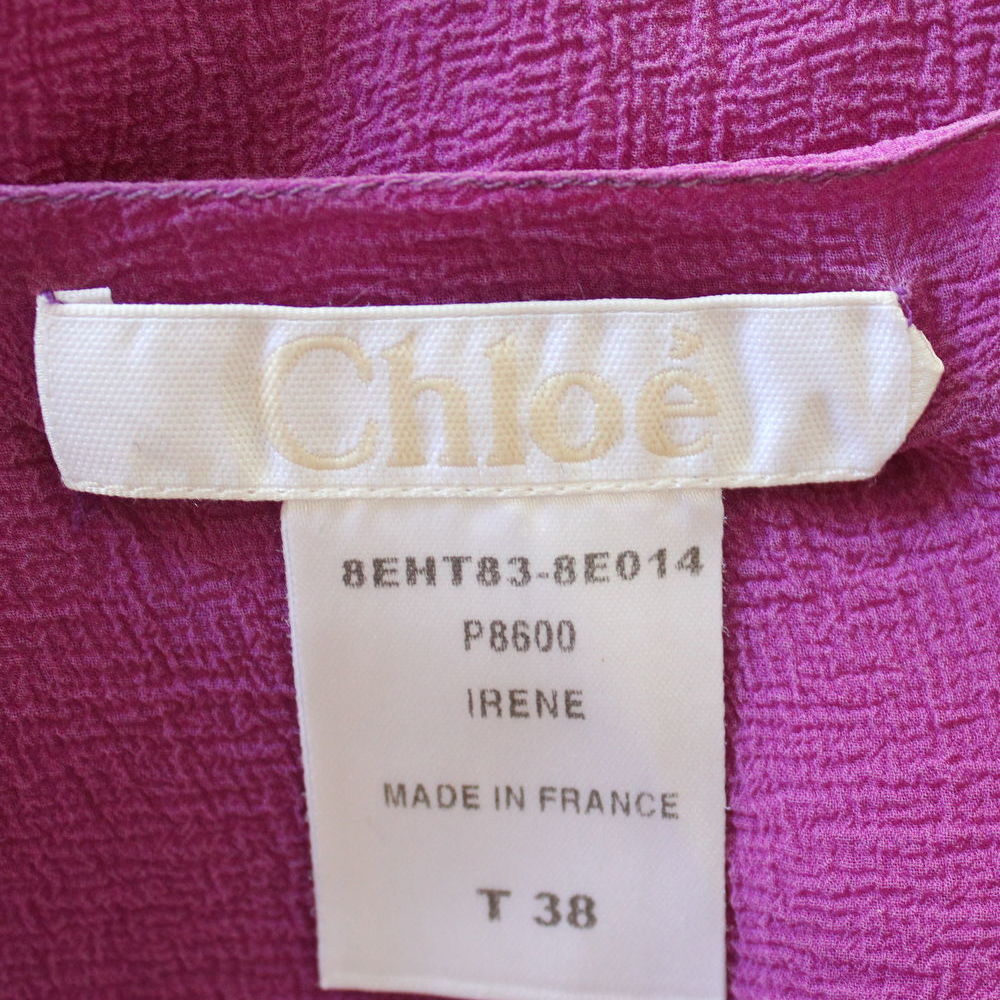 Chloé
8EHT83-8E014
P8600
IRENE
MADE IN FRANCE
T 38